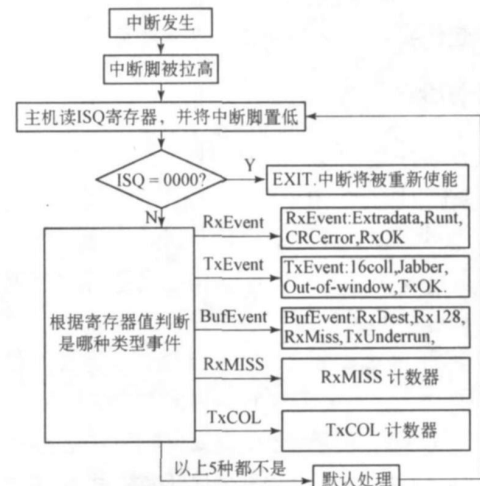 中断发生
中断脚被拉高
主机读ISQ寄存器，并将中断脚置低
ISQ = 0000?
Y
EXIT.中断将被重新使能
N
根据寄存器值判断
是哪种类型事件
RxEvent
RxEvent:Extradata,Runt,
CRCerror,RxOK
TxEvent
TxEvent:16coll,Jabber,
Out-of-window,TxOK.
BufEvent
BufEvent:RxDest,Rx128,
RxMiss,TxUnderrun,
RxMISS
RxMISS 计数器
TxCOL
TxCOL 计数器
以上5种都不是
默认处理